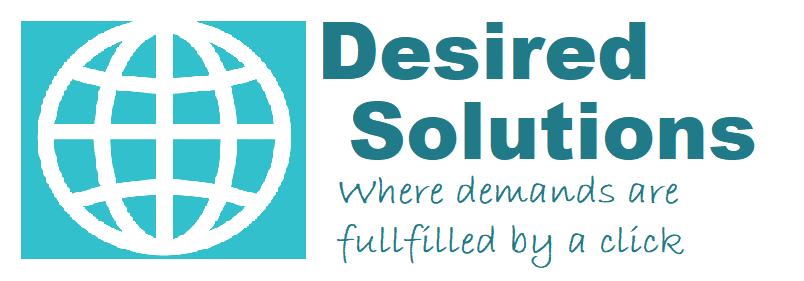 Desired
Solutions
Where demands are
fullfilled by a click